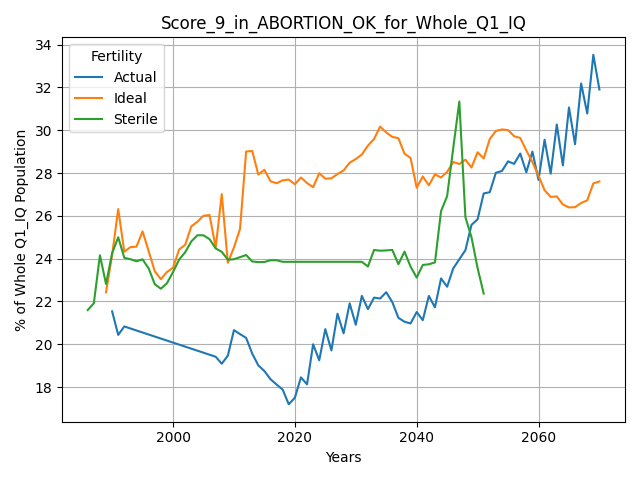 Score_9_in_ABORTION_OK_for_Whole_Q1_IQ
% of Whole Q1_IQ Population
34
32
30
28
26
24
22
20
18
Fertility
Actual
Ideal
Sterile
2000
2020
2040
2060
Years